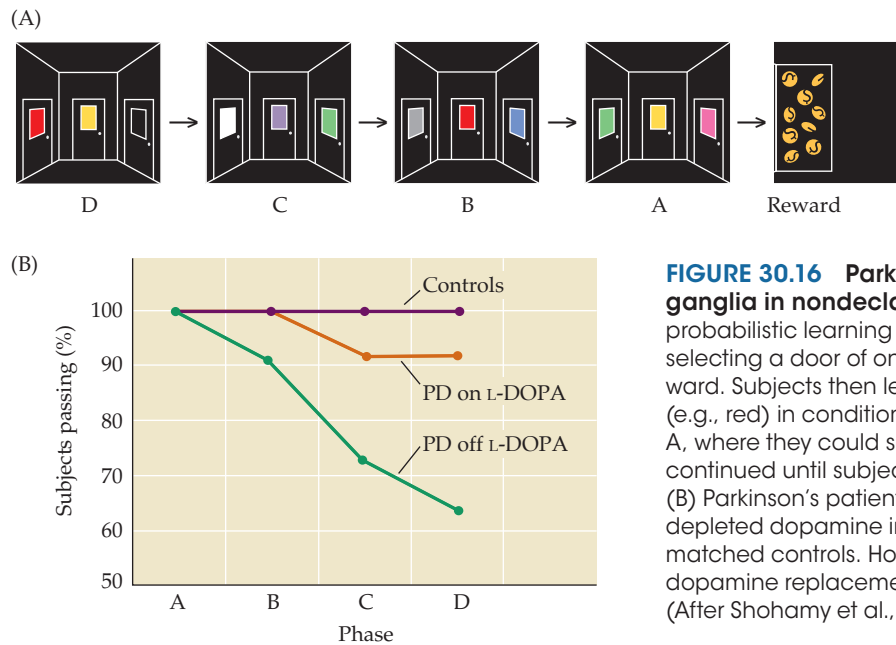 (A)
D
C
B
A
Reward
(B)
Controls
PD on L-DOPA
PD off L-DOPA
100
90
80
70
60
50
Subjects passing (%)
A
B
C
D
Phase
FIGURE 30.16 Park
ganglia in nondecla
probabilistic learning
selecting a door of on
ward. Subjects then le
(e.g., red) in condition
A, where they could s
continued until subjec
(B) Parkinson's patient
depleted dopamine in
matched controls. Ho
dopamine replaceme
(After Shohamy et al.,